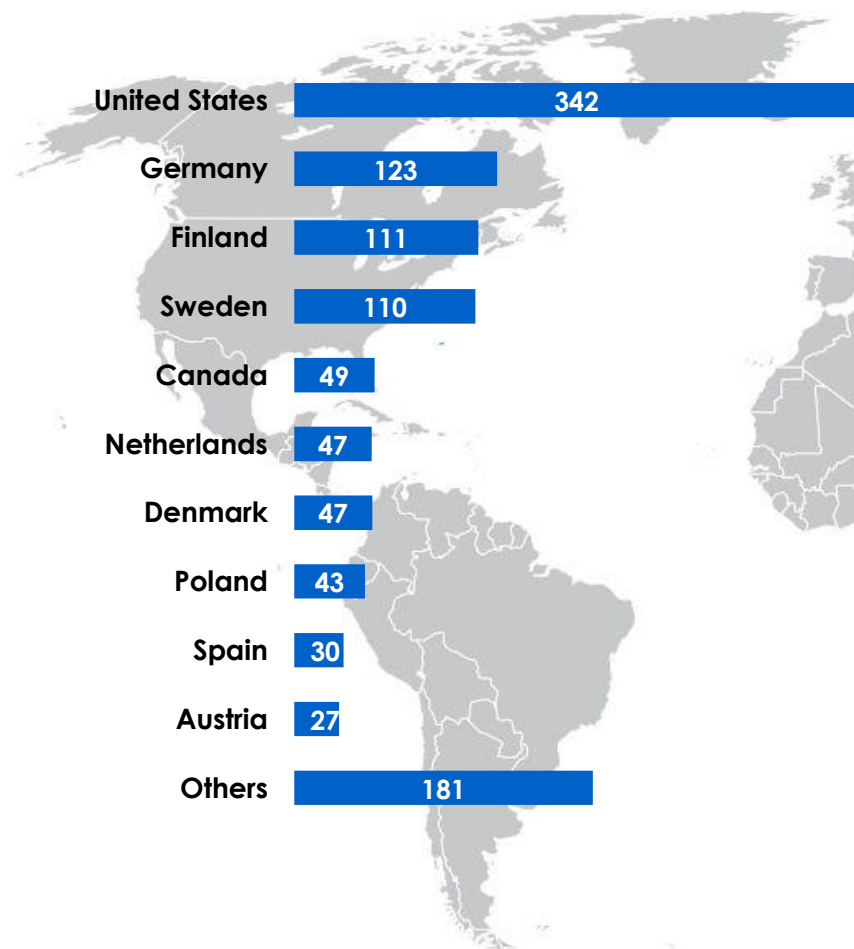 United States 342
Germany 123
Finland 111
Sweden 110
Canada 49
Netherlands 47
Denmark 47
Poland 43
Spain 30
Austria 27
Others 181